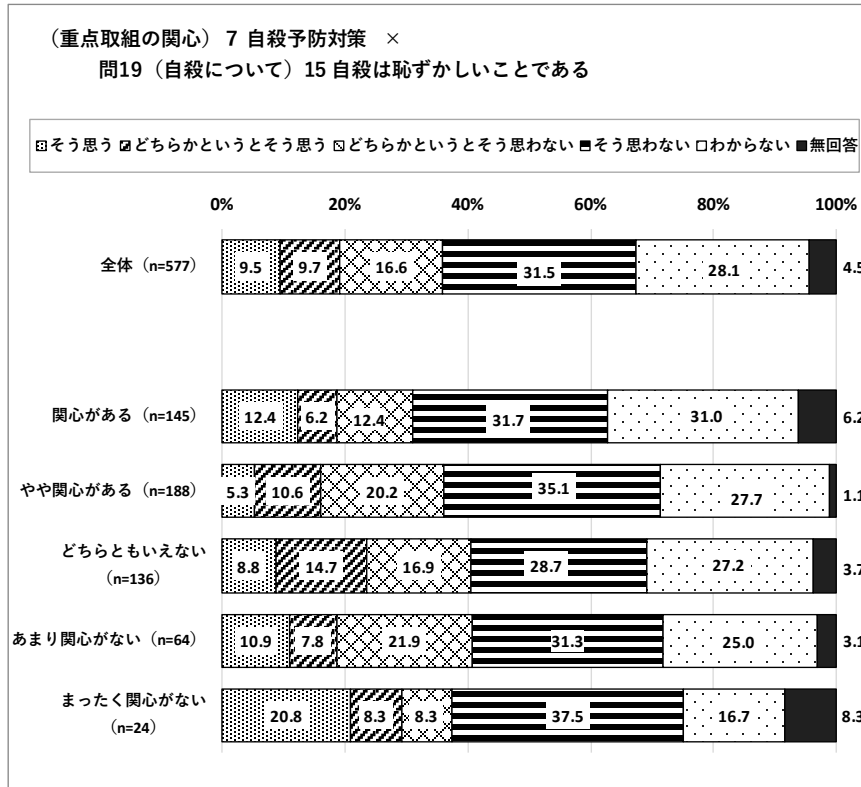 （重点取組の関心）７ 自殺予防対策　×
問19（自殺について）15 自殺は恥ずかしいことである
そう思う どちらかというとそう思う どちらかというとそう思わない そう思わない わからない 無回答
0% 20% 40% 60% 80% 100%
全体（n=577） 9.5 9.7 16.6 31.5 28.1 4.5
関心がある（n=145） 12.4 6.2 12.4 31.7 31.0 6.2
やや関心がある（n=188） 5.3 10.6 20.2 35.1 27.7 1.1
どちらともいえない
（n=136） 8.8 14.7 16.9 28.7 27.2 3.7
あまり関心がない（n=64） 10.9 7.8 21.9 31.3 25.0 3.1
まったく関心がない
（n=24） 20.8 8.3 8.3 37.5 16.7 8.3